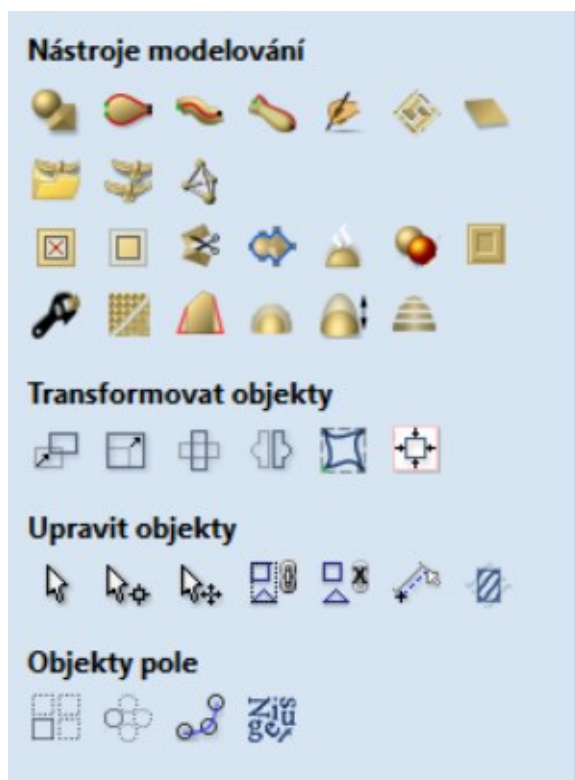 Nástroje modelování
Transformovat objekty
Upravit objekty
Objekty pole